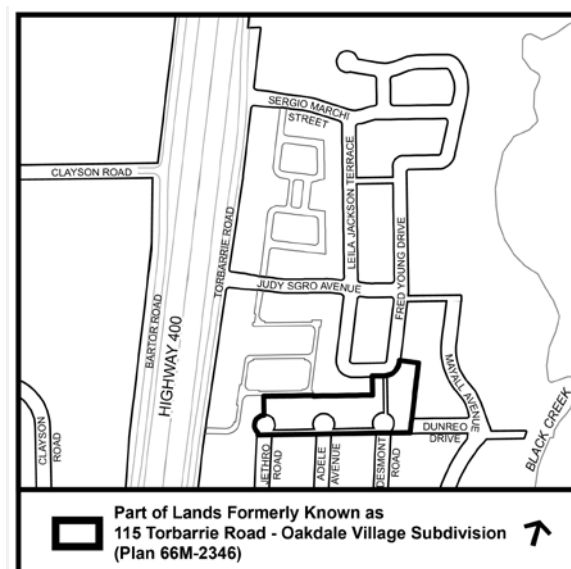 SERGIO MARCHI
STREET
CLAYSON ROAD
LEILA JACKSON TERRACE
TORBARRIE ROAD
FRED YOUNG DRIVE
JUDY SGRO AVENUE
BARTOR ROAD
HIGHWAY 400
MAYALL AVENUE
CLAYSON
ROAD
JETHRO
ROAD
ADELE
AVENUE
DESMONT
ROAD
DUNREO
DRIVE
BLACK CREEK
Part of Lands Formerly Known as
115 Torbarrie Road - Oakdale Village Subdivision
(Plan 66M-2346)